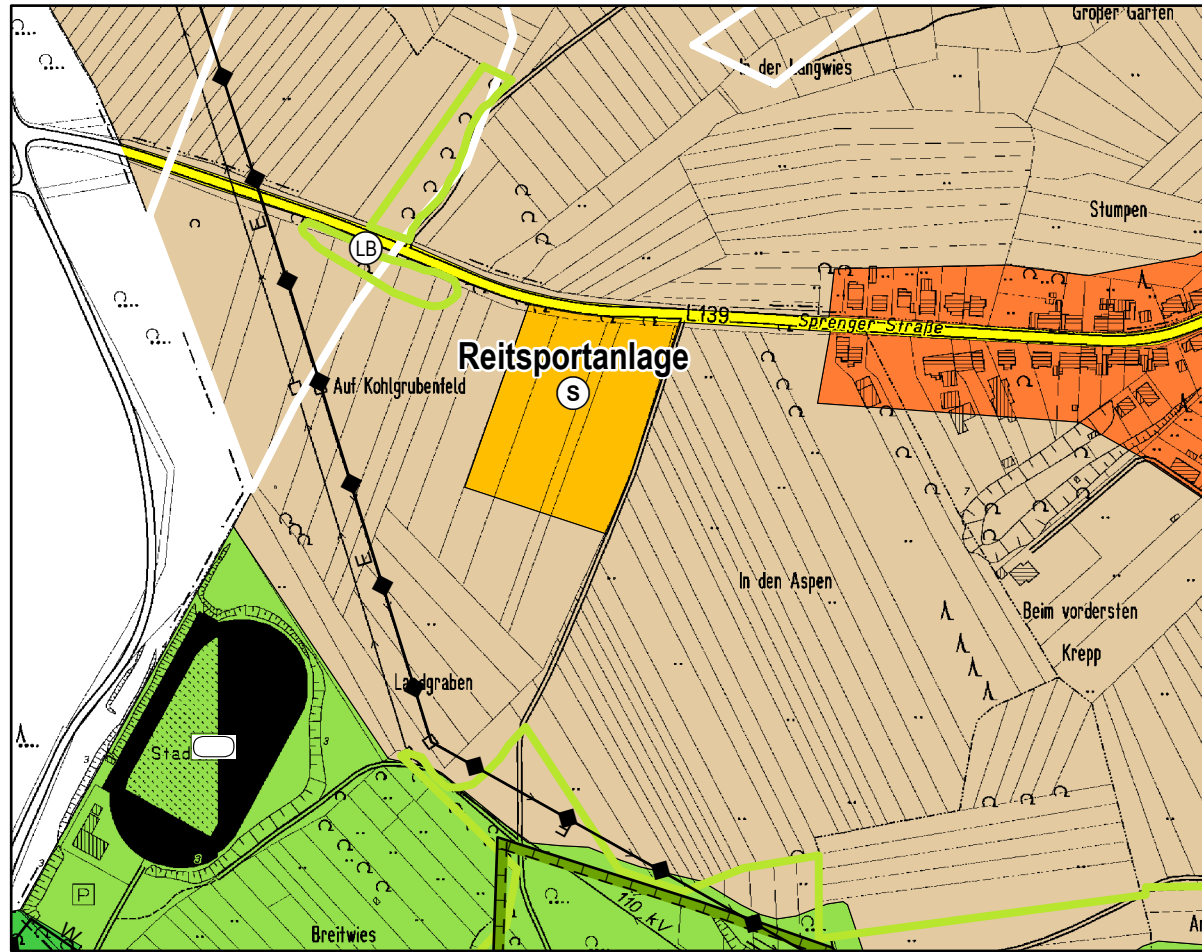 Großer Garten
In der Langwies
Stumpen
LB
E
L139
Sprenger Straße
Reitsportanlage
S
Auf Kohlgrubenfeld
E
In den Aspen
Beim vordersten
Krepp
Landgraben
Stad
P
W
110 kV
Breitwies